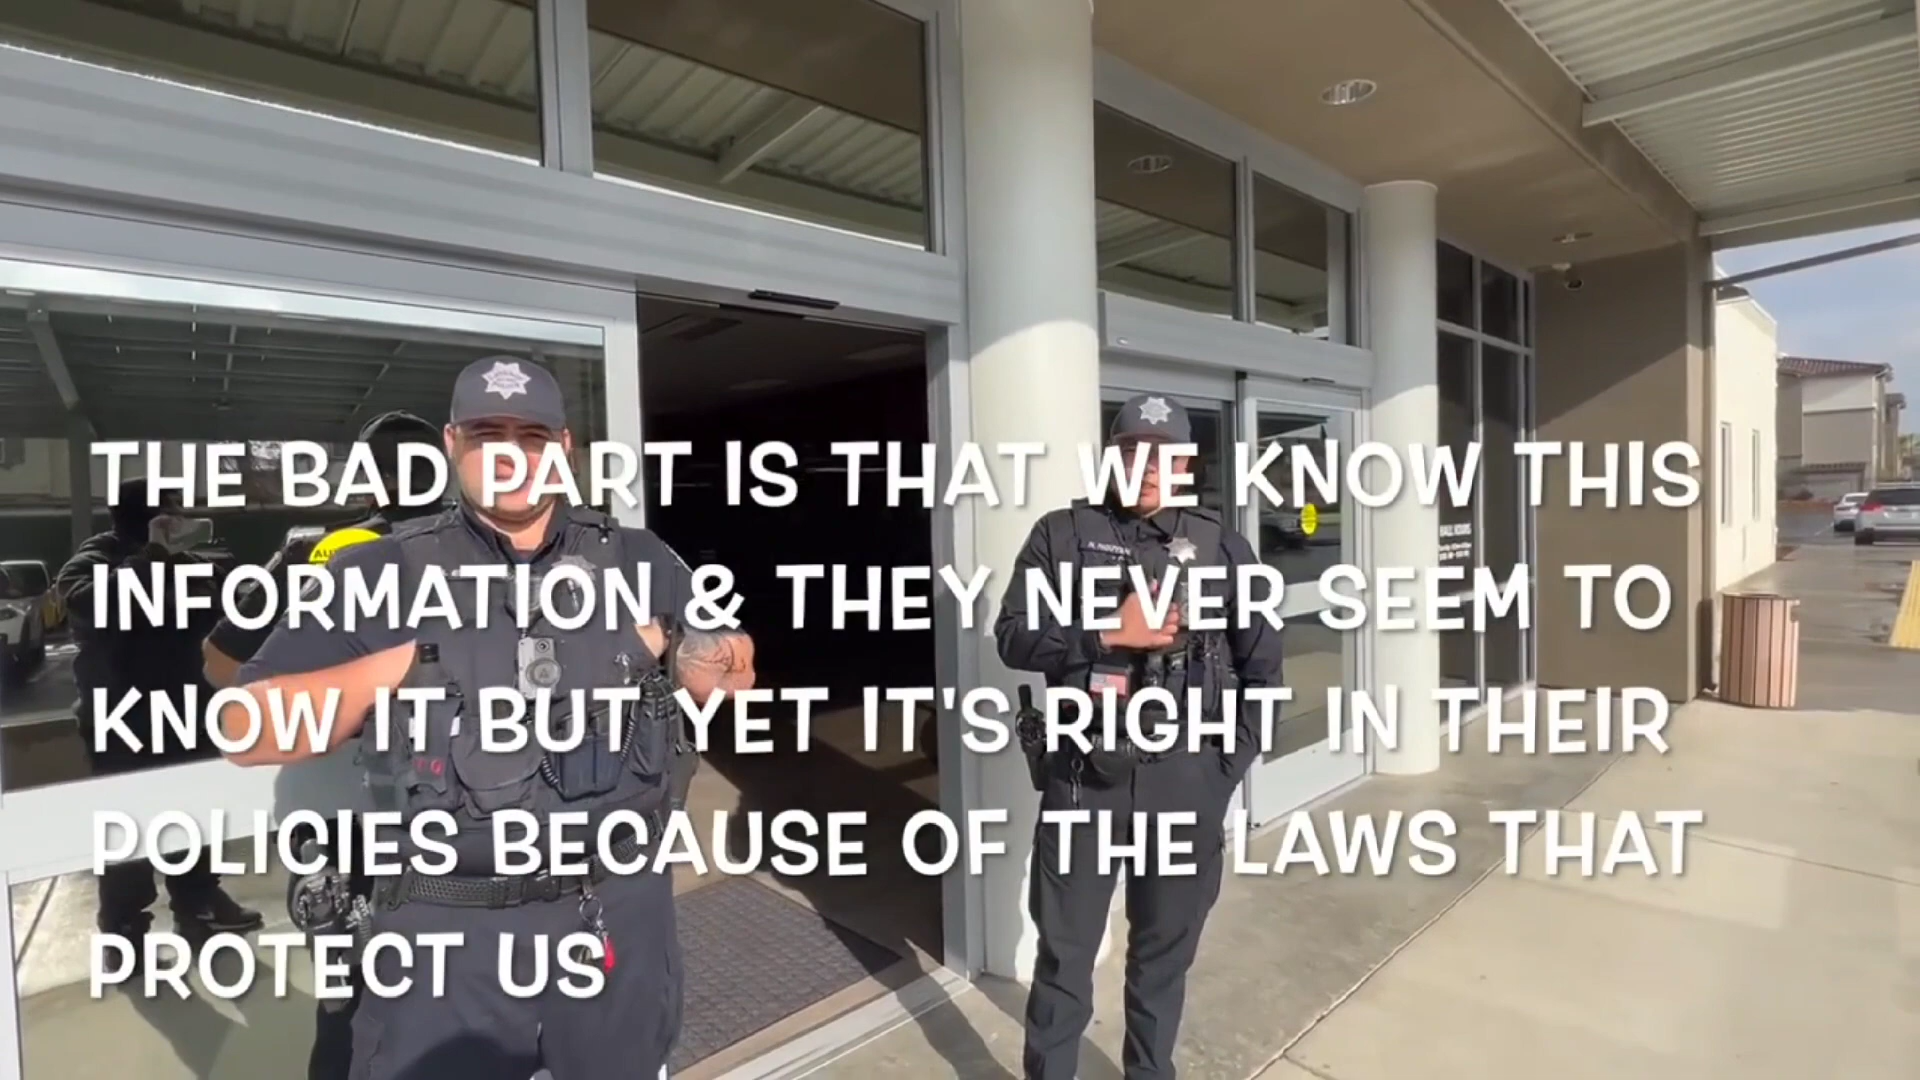 THE BAD PART IS THAT WE KNOW THIS
INFORMATION & THEY NEVER SEEM TO
KNOW IT BUT YET IT'S RIGHT IN THEIR
POLICIES BECAUSE OF THE LAWS THAT
PROTECT US